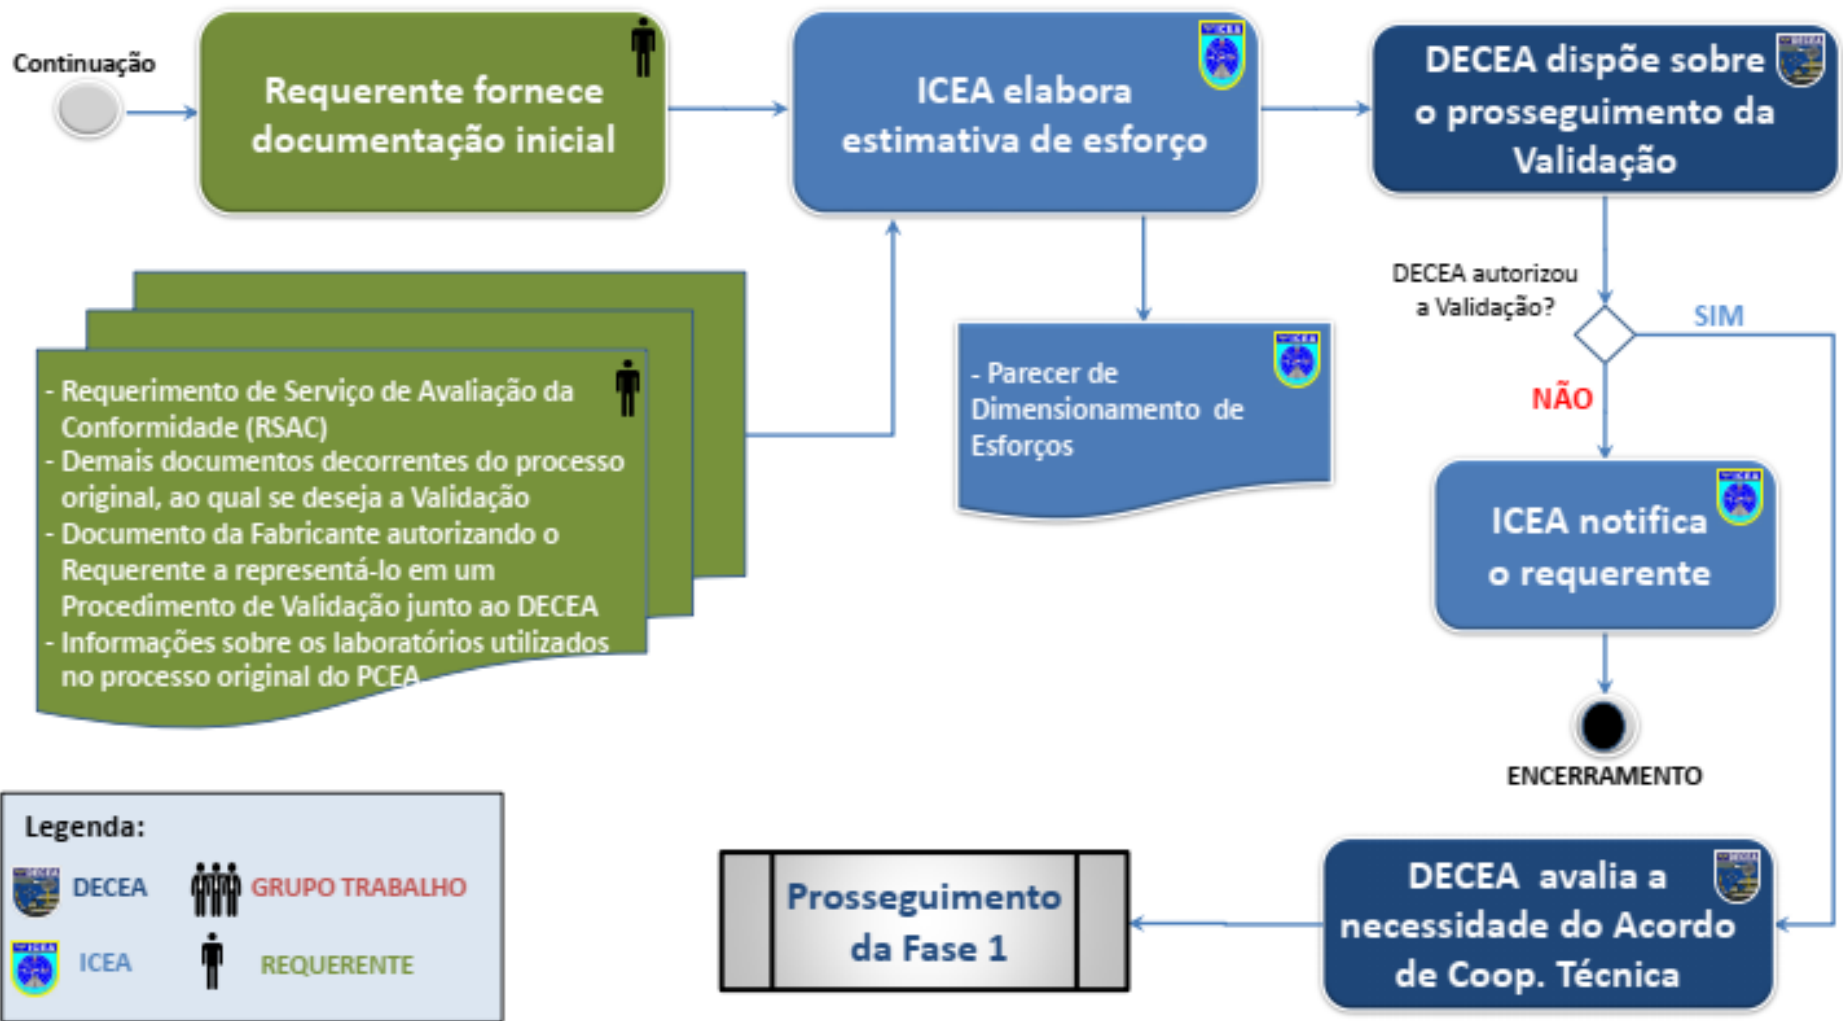 Continuação
Requerente fornece
documentação inicial
ICEA elabora
estimativa de esforço
DECEA dispõe sobre
o prosseguimento da
Validação
DECEA autorizou
a Validação?
SIM
NÃO
- Requerimento de Serviço de Avaliação da
Conformidade (RSAC)
- Demais documentos decorrentes do processo
original, ao qual se deseja a Validação
- Documento da Fabricante autorizando o
Requerente a representá-lo em um
Procedimento de Validação junto ao DECEA
- Informações sobre os laboratórios utilizados
no processo original do PCEA
- Parecer de
Dimensionamento de
Esforços
ICEA notifica
o requerente
ENCERRAMENTO
Legenda:
DECEA
GRUPO TRABALHO
ICEA
REQUERENTE
Prosseguimento
da Fase 1
DECEA avalia a
necessidade do Acordo
de Coop. Técnica